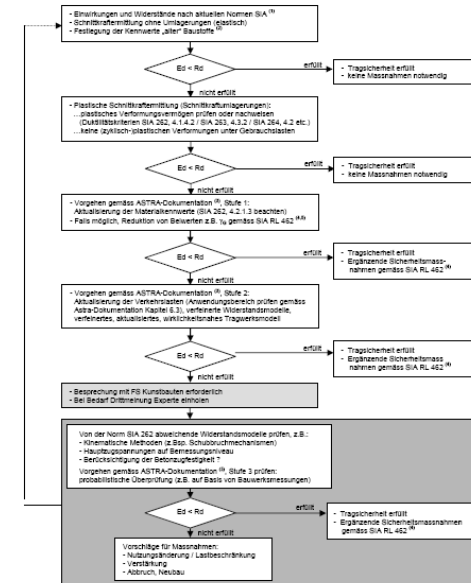 - Einwirkungen und Widerstände nach aktuellen Normen SIA (1)
- Schnittkraftermittlung ohne Umlagerungen (elastisch)
- Festlegung der Kennwerte „alter" Baustoffe (2)
Ed < Rd
erfüllt
- Tragsicherheit erfüllt
- keine Massnahmen notwendig
nicht erfüllt
- Plastische Schnittkraftermittlung (Schnittkraftumlagerungen):
...plastisches Verformungsvermögen prüfen oder nachweisen
(Duktilitätskriterien SIA 262, 4.1.4.2 / SIA 263, 4.3.2 / SIA 264, 4.2 etc.)
...keine (zyklisch-)plastischen Verformungen unter Gebrauchslasten
Ed < Rd
erfüllt
- Tragsicherheit erfüllt
- keine Massnahmen notwendig
nicht erfüllt
- Vorgehen gemäss ASTRA-Dokumentation (3), Stufe 1:
Aktualisierung der Materialkennwerte (SIA 262, 4.2.1.3 beachten)
- Falls möglich, Reduktion von Beiwerten z.B. γG gemäss SIA RL 462
Ed < Rd
erfüllt
- Tragsicherheit erfüllt
- Ergänzende Sicherheitsmass-
nahmen gemäss SIA RL 462 (4)
nicht erfüllt
- Vorgehen gemäss ASTRA-Dokumentation (3), Stufe 2:
Aktualisierung der Verkehrslasten (Anwendungsbereich prüfen gemäss
Astra-Dokumentation Kapitel 6.3), verfeinerte Widerstandsmodelle,
verfeinertes, aktualisiertes, wirklichkeitsnahes Tragwerksmodell
Ed < Rd
erfüllt
- Tragsicherheit erfüllt
- Ergänzende Sicherheitsmass
nahmen gemäss SIA RL 462 (4)
nicht erfüllt
- Besprechung mit FS Kunstbauten erforderlich
- Bei Bedarf Drittmeinung Experte einholen
Von der Norm SIA 262 abweichende Widerstandsmodelle prüfen, z.B.:
- Kinematische Methoden (z.Bsp. Schubbruchmechanismen)
- Hauptzugspannungen auf Bemessungsniveau
- Berücksichtigung der Betonzugfestigkeit ?
Vorgehen gemäss ASTRA-Dokumentation (3), Stufe 3 prüfen:
probabilistische Überprüfung (z.B. auf Basis von Bauwerksmessungen)
Ed < Rd
erfüllt
- Tragsicherheit erfüllt
- Ergänzende Sicherheitsmassnahmen
gemäss SIA RL 462 (4)
nicht erfüllt
Vorschläge für Massnahmen:
- Nutzungsänderung / Lastbeschränkung
- Verstärkung
- Abbruch, Neubau